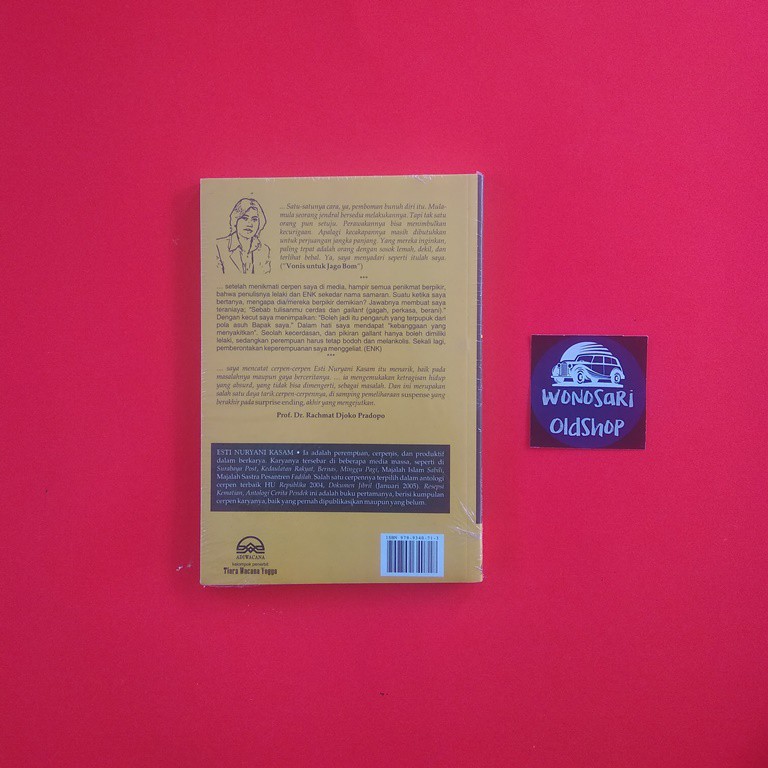 ... Satu-satunya cara, ya, pemboman bunuh diri itu. Mula-
mula seorang jendral bersedia melakukannya. Tapi tak satu
orang pun setuju. Perawakannya bisa menimbulkan
kecurigaan. Apalagi kecakapannya masih dibutuhkan
untuk perjuangan jangka panjang. Yang mereka inginkan,
paling tepat adalah orang dengan sosok lemah, dekil, dan
terlibat bebal. Ya, saya menyadari seperti itulah saya.
("Vonis untuk Jago Bom")
***
... setelah menikmati cerpen saya di media, hampir semua penikmat berpikir,
bahwa penulisnya lelaki dan ENK sekedar nama samaran. Suatu ketika saya
bertanya, mengapa dia/mereka berpikir demikian? Jawabnya membuat saya
teraniaya; "Sebab tulisanmu cerdas dan gallant (gagah, perkasa, berani)."
Dengan kecut saya menimpalkan: "Boleh jadi itu pengaruh yang terpupuk dari
pola asuh Bapak saya." Dalam hati saya mendapat "kebanggaan yang
menyakitkan". Seolah kecerdasan, dan pikiran gallant hanya boleh dimiliki
lelaki, sedangkan perempuan harus tetap bodoh dan melankolis. Sekali lagi,
pemberontakan keperempuanan saya menggeliat. (ENK)
***
... saya mencatat cerpen-cerpen Esti Nuryani Kasam itu menarik, baik pada
masalahnya maupun gaya berceritanya. ... ia mengemukakan ketragisan hidup
yang absurd, yang tidak bisa dimengerti, sebagai masalah. Dan ini merupakan
salah satu daya tarik cerpen-cerpennya, di samping pemeliharaan suspense yang
berakhir pada surprise ending, akhir yang mengejutkan.
Prof. Dr. Rachmat Djoko Pradopo
ESTI NURYANI KASAM • Ia adalah perempuan, cerpenis, dan produktif
dalam berkarya. Karyanya tersebar di beberapa media massa, seperti di
Surabaya Post, Kedaulatan Rakyat, Bernas, Minggu Pagi, Majalah Islam Sabili,
Majalah Sastra Pesantren Fadilah. Salah satu cerpennya terpilih dalam antologi
cerpen terbaik HU Republika 2004, Dokumen Jibril (Januari 2005). Resepsi
Kematian, Antologi Cerita Pendek ini adalah buku pertamanya, berisi kumpulan
cerpen karyanya, baik yang pernah dipublikasikan maupun yang belum.
ADIWACANA
kelompok penerbit
Tiara Wacana Yogya
WONOSARI
OLDSHOP